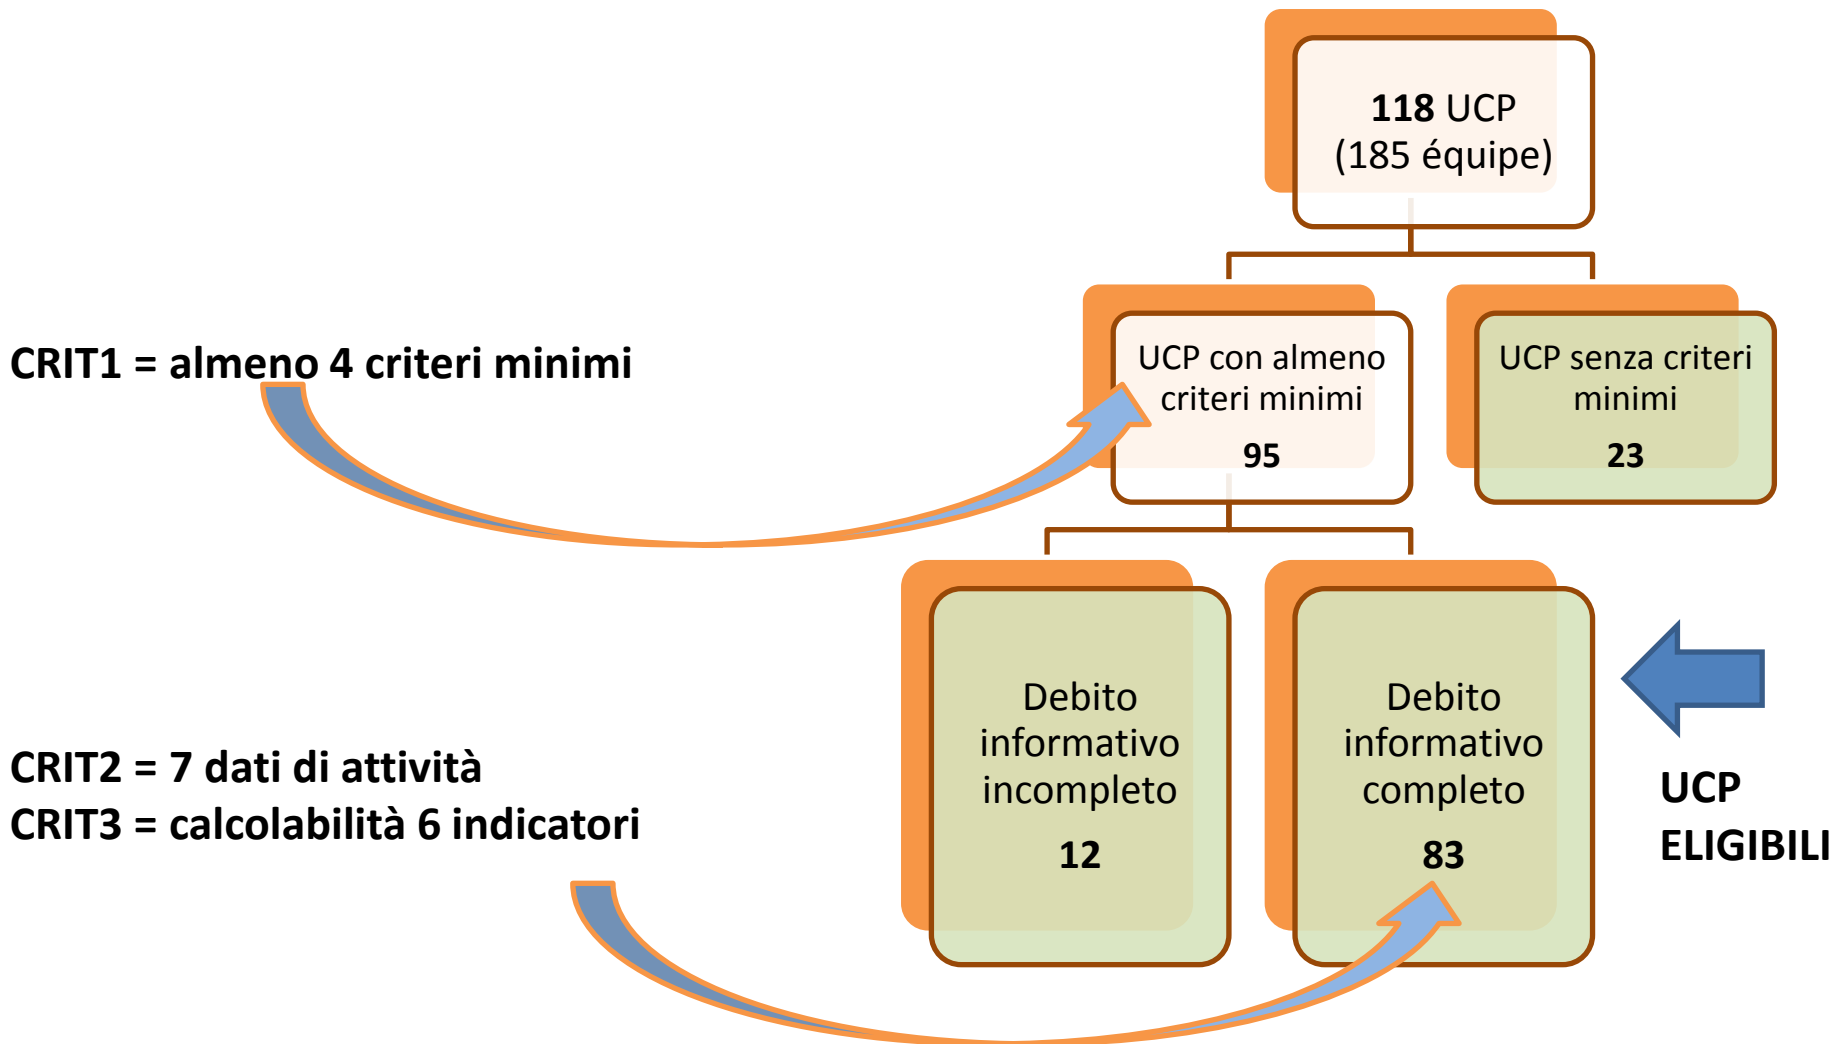 118 UCP
(185 équipe)
CRIT1 = almeno 4 criteri minimi
UCP con almeno
criteri minimi
95
UCP senza criteri
minimi
23
CRIT2 = 7 dati di attività
CRIT3 = calcolabilità 6 indicatori
Debito
informativo
incompleto
12
Debito
informativo
completo
83
UCP
ELIGIBILI